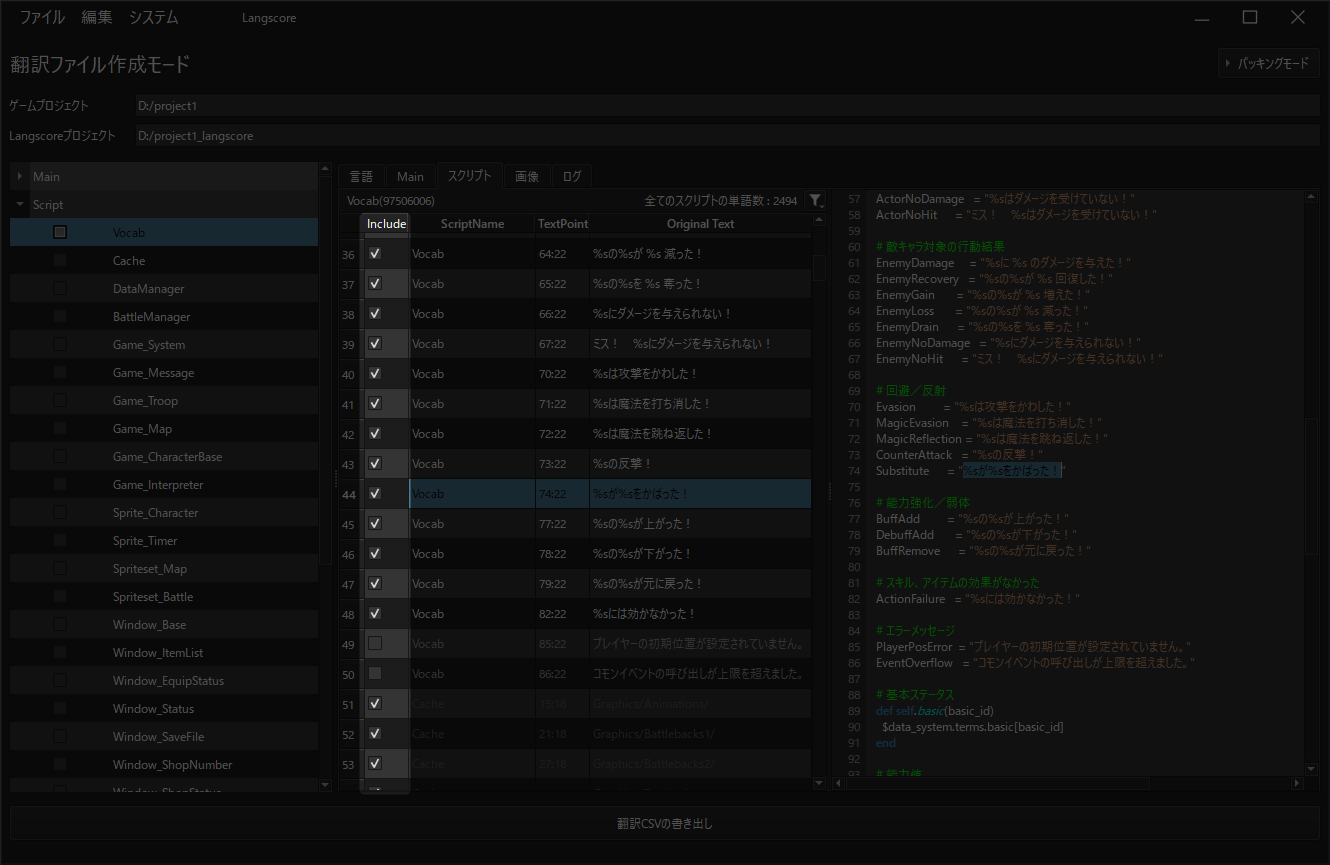 ファイル 編集 システム Langscore
翻訳ファイル作成モード
パッキングモード
ゲームプロジェクト D:/project1
Langscoreプロジェクト D:/project1_langscore
Main
Script
Vocab
Cache
DataManager
BattleManager
Game_System
Game_Message
Game_Troop
Game_Map
Game_CharacterBase
Game_Interpreter
Sprite_Character
Sprite_Timer
Spriteset_Map
Spriteset_Battle
Window_Base
Window_ItemList
Window_EquipStatus
Window_Status
Window_SaveFile
Window_ShopNumber
Window_ShopStatus
言語 Main スクリプト 画像 ログ
Vocab(97506006) 全てのスクリプトの単語数 : 2494
Include ScriptName TextPoint Original Text
36 Vocab 64:22 %sの%sが %s 減った！
37 Vocab 65:22 %sの%sを %s 奪った！
38 Vocab 66:22 %sにダメージを与えられない！
39 Vocab 67:22 ミス！　%sにダメージを与えられない！
40 Vocab 70:22 %sは攻撃をかわした！
41 Vocab 71:22 %sは魔法を打ち消した！
42 Vocab 72:22 %sは魔法を跳ね返した！
43 Vocab 73:22 %sの反撃！
44 Vocab 74:22 %sが%sをかばった！
45 Vocab 77:22 %sの%sが上がった！
46 Vocab 78:22 %sの%sが下がった！
47 Vocab 79:22 %sの%sが元に戻った！
48 Vocab 82:22 %sには効かなかった！
49 Vocab 85:22 プレイヤーの初期位置が設定されていません。
50 Vocab 86:22 コモンイベントの呼び出しが上限を超えました。
51 Cache 15:18 Graphics/Animations/
52 Cache 21:18 Graphics/Battlebacks1/
53 Cache 27:18 Graphics/Battlebacks2/
57 ActorNoDamage = "%sはダメージを受けていない！"
58 ActorNoHit = "ミス！　%sはダメージを受けていない！"
59
60 # 敵キャラ対象の行動結果
61 EnemyDamage = "%sに %s のダメージを与えた！"
62 EnemyRecovery = "%sの%sが %s 回復した！"
63 EnemyGain = "%sの%sが %s 増えた！"
64 EnemyLoss = "%sの%sが %s 減った！"
65 EnemyDrain = "%sの%sを %s 奪った！"
66 EnemyNoDamage = "%sにダメージを与えられない！"
67 EnemyNoHit = "ミス！　%sにダメージを与えられない！"
68
69 # 回避／反射
70 Evasion = "%sは攻撃をかわした！"
71 MagicEvasion = "%sは魔法を打ち消した！"
72 MagicReflection = "%sは魔法を跳ね返した！"
73 CounterAttack = "%sの反撃！"
74 Substitute = "%sが%sをかばった！"
75
76 # 能力強化／弱体
77 BuffAdd = "%sの%sが上がった！"
78 DebuffAdd = "%sの%sが下がった！"
79 BuffRemove = "%sの%sが元に戻った！"
80
81 # スキル、アイテムの効果がなかった
82 ActionFailure = "%sには効かなかった！"
83
84 # エラーメッセージ
85 PlayerPosError = "プレイヤーの初期位置が設定されていません。"
86 EventOverflow = "コモンイベントの呼び出しが上限を超えました。"
87
88 # 基本ステータス
89 def self.basic(basic_id)
90 $data_system.terms.basic[basic_id]
91 end
92
93 # 能力値
翻訳CSVの書き出し